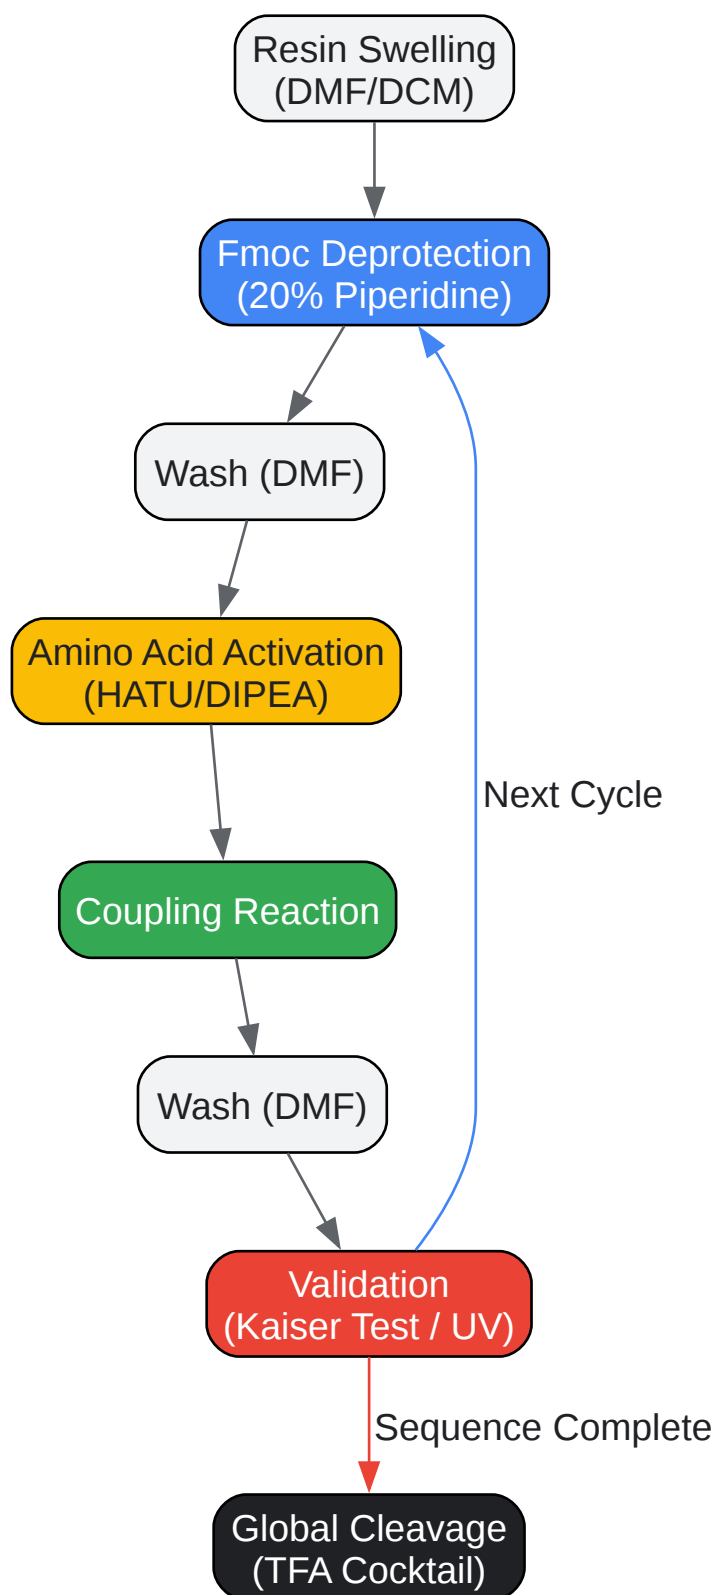 Resin Swelling
(DMF/DCM)
Fmoc Deprotection
(20% Piperidine)
Wash (DMF)
Amino Acid Activation
(HATU/DIPEA)
Next Cycle
Coupling Reaction
Wash (DMF)
Validation
(Kaiser Test / UV)
Sequence Complete
Global Cleavage
(TFA Cocktail)